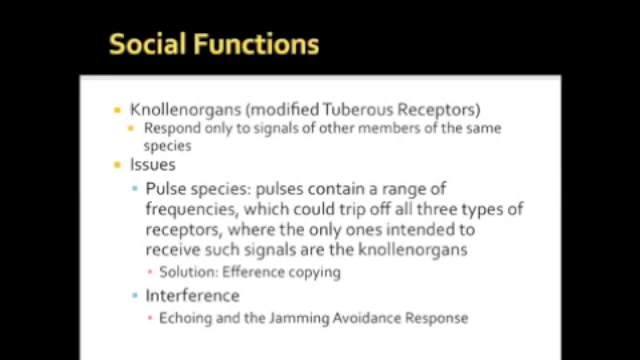 Social Functions
Knollenorgans (modified Tuberous Receptors)
Respond only to signals of other members of the same
species
Issues
Pulse species: pulses contain a range of
frequencies, which could trip off all three types of
receptors, where the only ones intended to
receive such signals are the knollenorgans
Solution: Efference copying
Interference
Echoing and the Jamming Avoidance Response